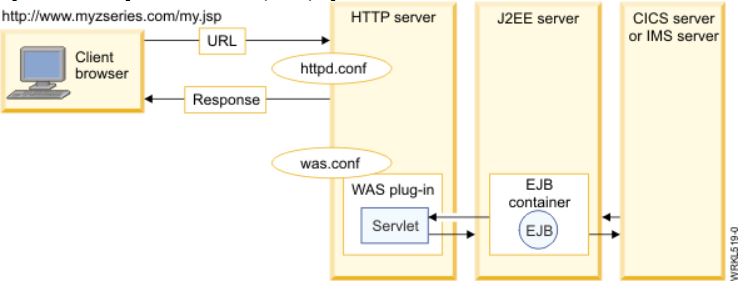 http://www.myzseries.com/my.jsp
Client
browser
URL
Response
HTTP server
httpd.conf
was.conf
WAS plug-in
Servlet
J2EE server
EJB
container
EJB
CICS server
or IMS server
WRKL519-0